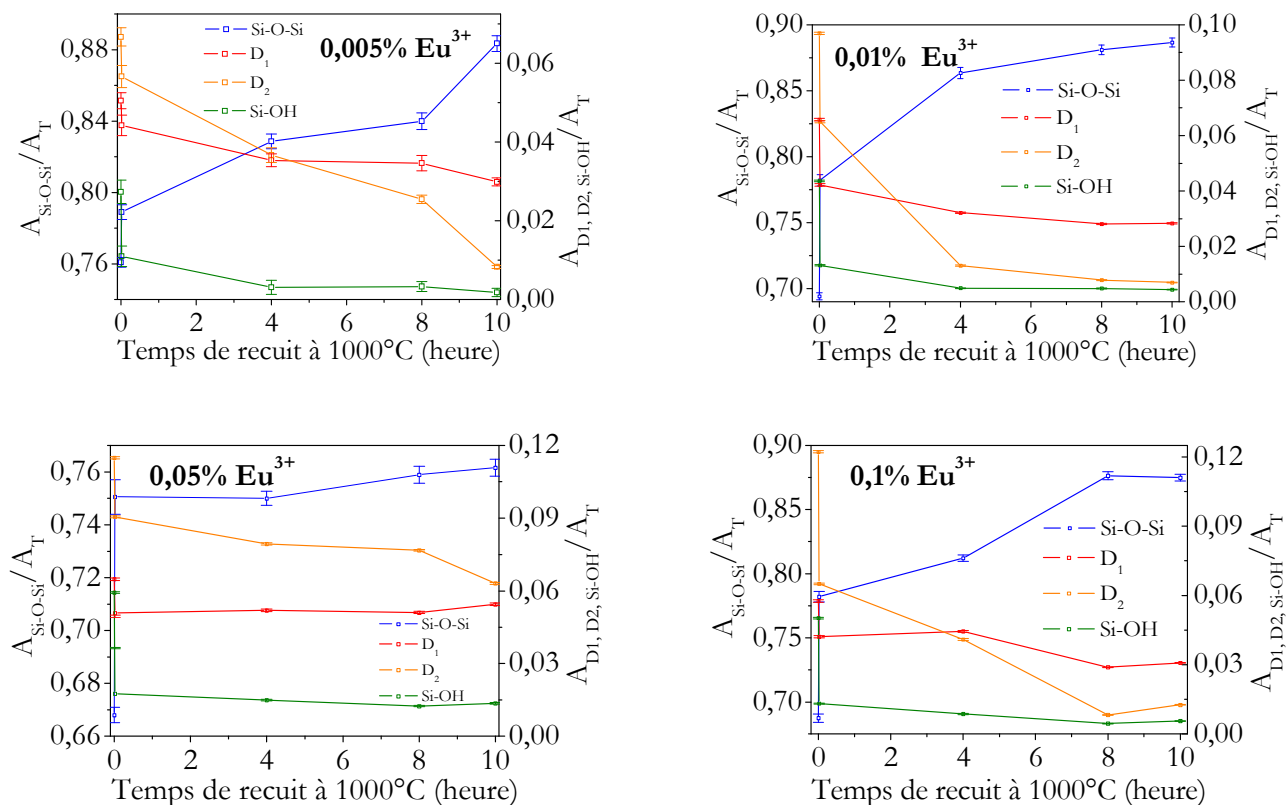 0,005% Eu³⁺
Si-O-Si
D₁
D₂
Si-OH
0,88
0,84
0,80
0,76
0,06
0,04
0,02
0,00
A_Si-O-Si/A_T
A_D1, D2, Si-OH/A_T
0 2 4 6 8 10
Temps de recuit à 1000°C (heure)
0,01% Eu³⁺
Si-O-Si
D₁
D₂
Si-OH
0,90
0,85
0,80
0,75
0,70
0,10
0,08
0,06
0,04
0,02
0,00
A_Si-O-Si/A_T
A_D1, D2, Si-OH/A_T
0 2 4 6 8 10
Temps de recuit à 1000°C (heure)
0,05% Eu³⁺
Si-O-Si
D₁
D₂
Si-OH
0,76
0,74
0,72
0,70
0,68
0,66
0,12
0,09
0,06
0,03
0,00
A_Si-O-Si/A_T
A_D1, D2, Si-OH/A_T
0 2 4 6 8 10
Temps de recuit à 1000°C (heure)
0,1% Eu³⁺
Si-O-Si
D₁
D₂
Si-OH
0,90
0,85
0,80
0,75
0,70
0,12
0,09
0,06
0,03
0,00
A_Si-O-Si/A_T
A_D1, D2, Si-OH/A_T
0 2 4 6 8 10
Temps de recuit à 1000°C (heure)